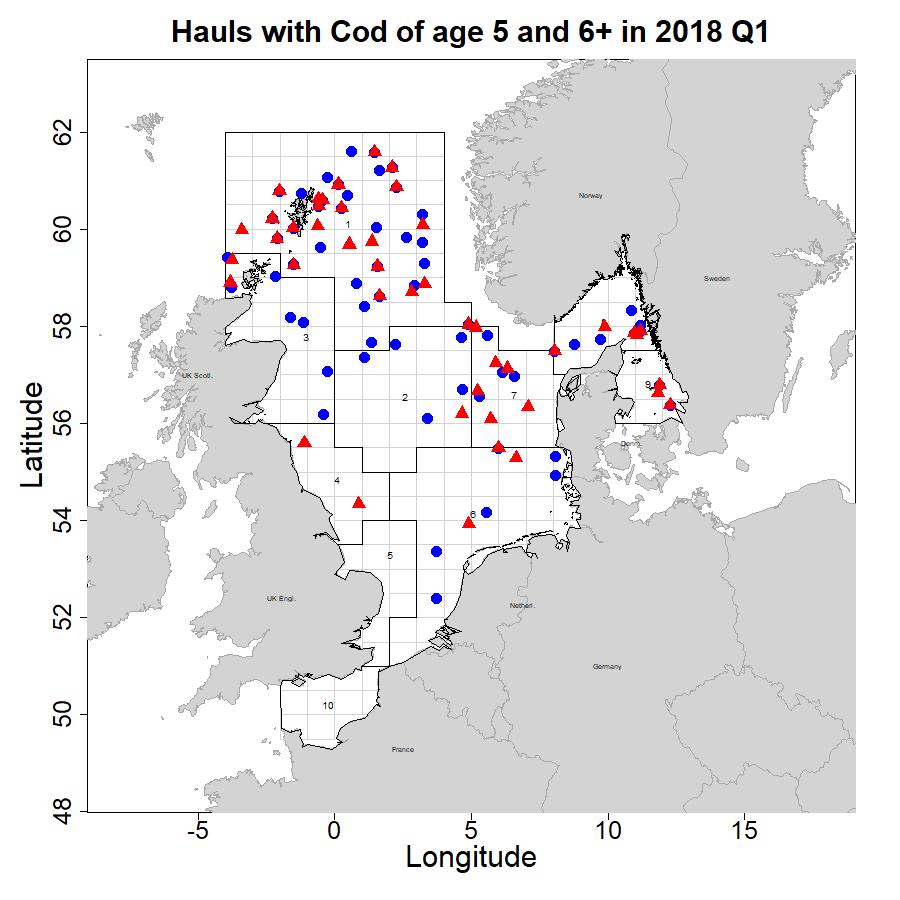 Hauls with Cod of age 5 and 6+ in 2018 Q1
62
60
58
56
54
52
50
48
Latitude
Norway
Sweden
1
3
UK Scotl.
9
7
2
Denm.
4
6
5
UK Engl.
Netherl.
Germany
10
France
-5 0 5 10 15
Longitude